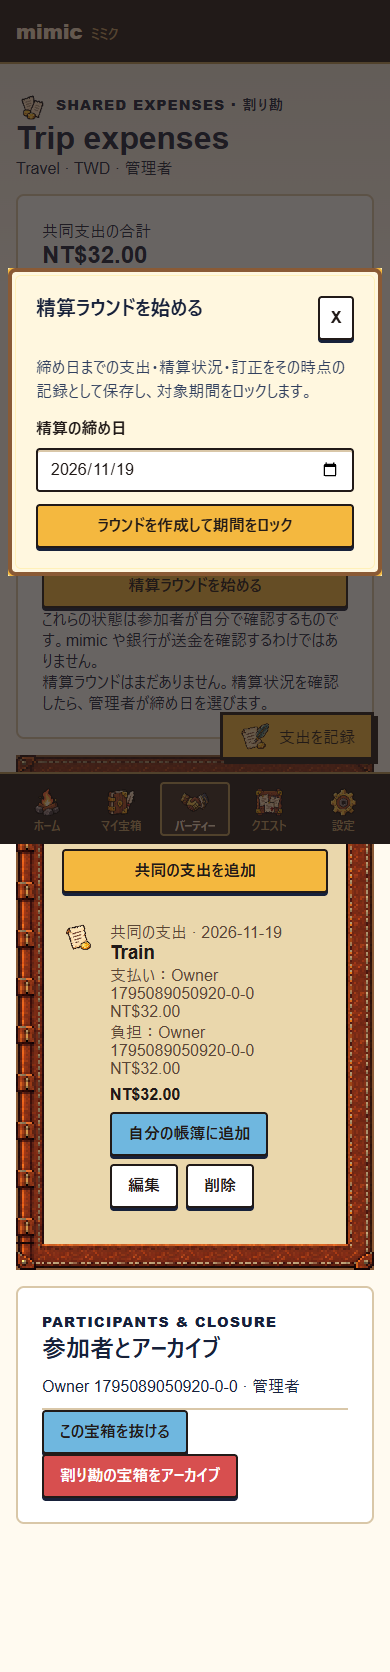 mimic ミミク
SHARED EXPENSES · 割り勘
Trip expenses
Travel · TWD · 管理者
共同支出の合計
NT$32.00
精算ラウンドを始める
X
締め日までの支出・精算状況・訂正をその時点の
記録として保存し、対象期間をロックします。
精算の締め日
2026/11/19
ラウンドを作成して期間をロック
精算ラウンドを始める
これらの状態は参加者が自分で確認するもので
す。mimic や銀行が送金を確認するわけではあ
りません。
精算ラウンドはまだありません。精算状況を確認
したら、管理者が締め日を選びます。
支出を記録
ホーム
マイ宝箱
パーティー
クエスト
設定
共同の支出を追加
共同の支出 · 2026-11-19
Train
支払い：Owner
1795089050920-0-0
NT$32.00
負担：Owner
1795089050920-0-0
NT$32.00
NT$32.00
自分の帳簿に追加
編集
削除
PARTICIPANTS & CLOSURE
参加者とアーカイブ
Owner 1795089050920-0-0 · 管理者
この宝箱を抜ける
割り勘の宝箱をアーカイブ